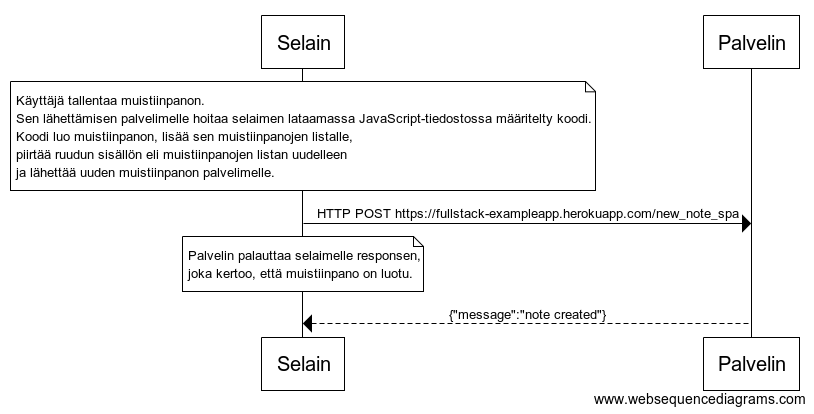 Selain
Palvelin
Käyttäjä tallentaa muistiinpanon.
Sen lähettämisen palvelimelle hoitaa selaimen lataamassa JavaScript-tiedostossa määritelty koodi.
Koodi luo muistiinpanon, lisää sen muistiinpanojen listalle,
piirtää ruudun sisällön eli muistiinpanojen listan uudelleen
ja lähettää uuden muistiinpanon palvelimelle.
HTTP POST https://fullstack-exampleapp.herokuapp.com/new_note_spa
Palvelin palauttaa selaimelle responsen,
joka kertoo, että muistiinpano on luotu.
{"message":"note created"}
Selain
Palvelin
www.websequencediagrams.com